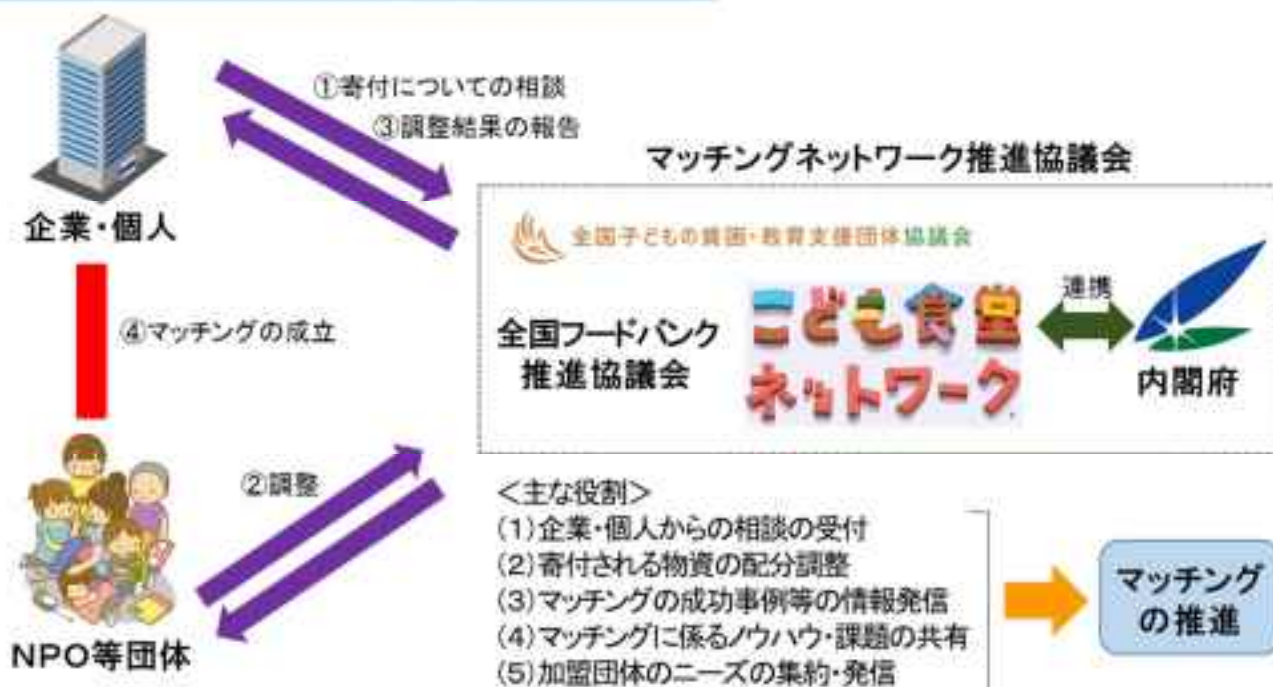 ①寄付についての相談
③調整結果の報告
企業・個人
マッチングネットワーク推進協議会
全国子どもの貧困・教育支援団体協議会
④マッチングの成立
全国フードバンク
推進協議会
こども食堂
ネットワーク
連携
内閣府
②調整
NPO等団体
<主な役割>
(1)企業・個人からの相談の受付
(2)寄付される物資の配分調整
(3)マッチングの成功事例等の情報発信
(4)マッチングに係るノウハウ・課題の共有
(5)加盟団体のニーズの集約・発信
マッチング
の推進